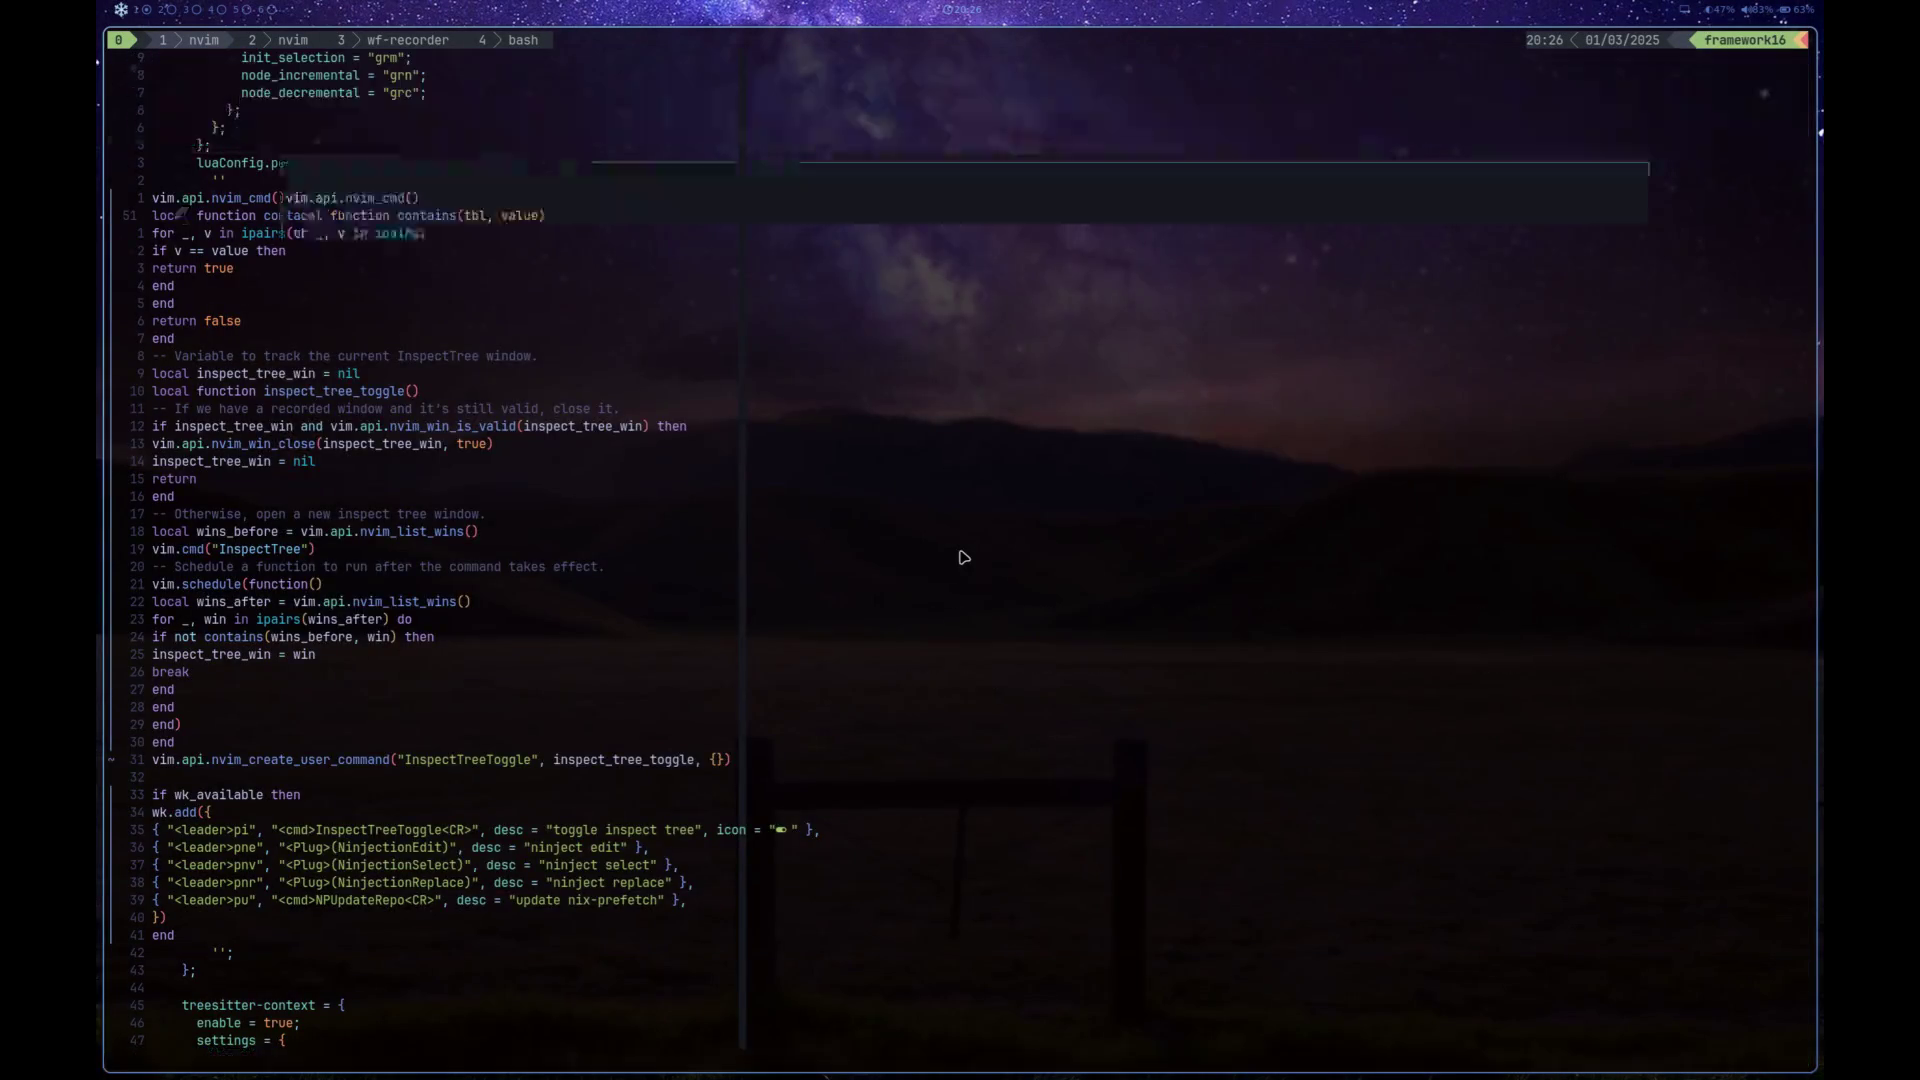 1 2 3 4 5 6 20:26 47% 83% 63%
0 1 nvim 2 nvim 3 wf-recorder 4 bash 20:26 01/03/2025 framework16
9 init_selection = "grm";
8 node_incremental = "grn";
7 node_decremental = "grc";
6 };
6 };
5 };
3 luaConfig.p
2 ''
1 vim.api.nvim_cmd() vim.api.nvim_cmd()
51 loc function co local function contains(tbl, value)
1 for _, v in ipairs( _, v in
2 if v == value then
3 return true
4 end
5 end
6 return false
7 end
8 -- Variable to track the current InspectTree window.
9 local inspect_tree_win = nil
10 local function inspect_tree_toggle()
11 -- If we have a recorded window and it's still valid, close it.
12 if inspect_tree_win and vim.api.nvim_win_is_valid(inspect_tree_win) then
13 vim.api.nvim_win_close(inspect_tree_win, true)
14 inspect_tree_win = nil
15 return
16 end
17 -- Otherwise, open a new inspect tree window.
18 local wins_before = vim.api.nvim_list_wins()
19 vim.cmd("InspectTree")
20 -- Schedule a function to run after the command takes effect.
21 vim.schedule(function()
22 local wins_after = vim.api.nvim_list_wins()
23 for _, win in ipairs(wins_after) do
24 if not contains(wins_before, win) then
25 inspect_tree_win = win
26 break
27 end
28 end
29 end)
30 end
~ 31 vim.api.nvim_create_user_command("InspectTreeToggle", inspect_tree_toggle, {})
32
33 if wk_available then
34 wk.add({
35 { "<leader>pi", "<cmd>InspectTreeToggle<CR>", desc = "toggle inspect tree", icon = " " },
36 { "<leader>pne", "<Plug>(NinjectionEdit)", desc = "ninject edit" },
37 { "<leader>pnv", "<Plug>(NinjectionSelect)", desc = "ninject select" },
38 { "<leader>pnr", "<Plug>(NinjectionReplace)", desc = "ninject replace" },
39 { "<leader>pu", "<cmd>NPUpdateRepo<CR>", desc = "update nix-prefetch" },
40 })
41 end
42 '';
43 };
44
45 treesitter-context = {
46 enable = true;
47 settings = {